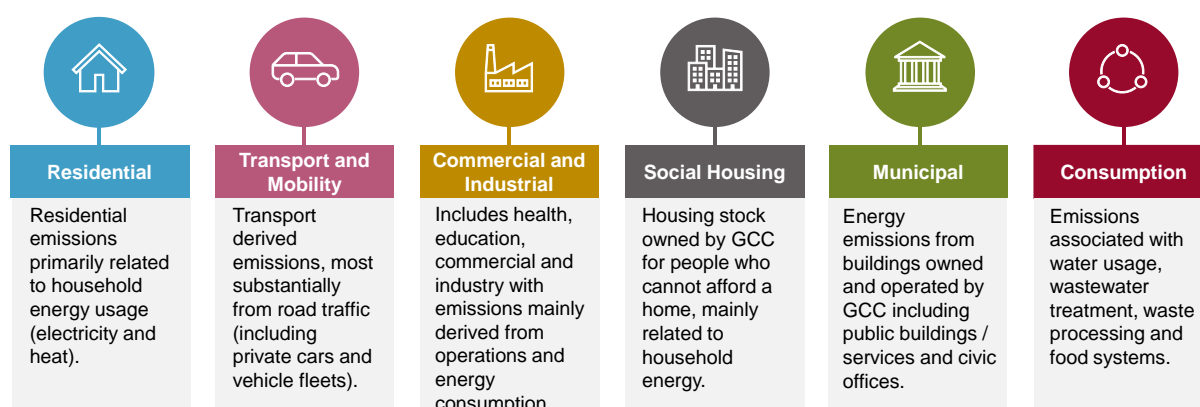 Residential
Residential
emissions
primarily related
to household
energy usage
(electricity and
heat).
Transport and
Mobility
Transport
derived
emissions, most
substantially
from road traffic
(including
private cars and
vehicle fleets).
Commercial and
Industrial
Includes health,
education,
commercial and
industry with
emissions mainly
derived from
operations and
energy
consumption
Social Housing
Housing stock
owned by GCC
for people who
cannot afford a
home, mainly
related to
household
energy.
Municipal
Energy
emissions from
buildings owned
and operated by
GCC including
public buildings /
services and civic
offices.
Consumption
Emissions
associated with
water usage,
wastewater
treatment, waste
processing and
food systems.